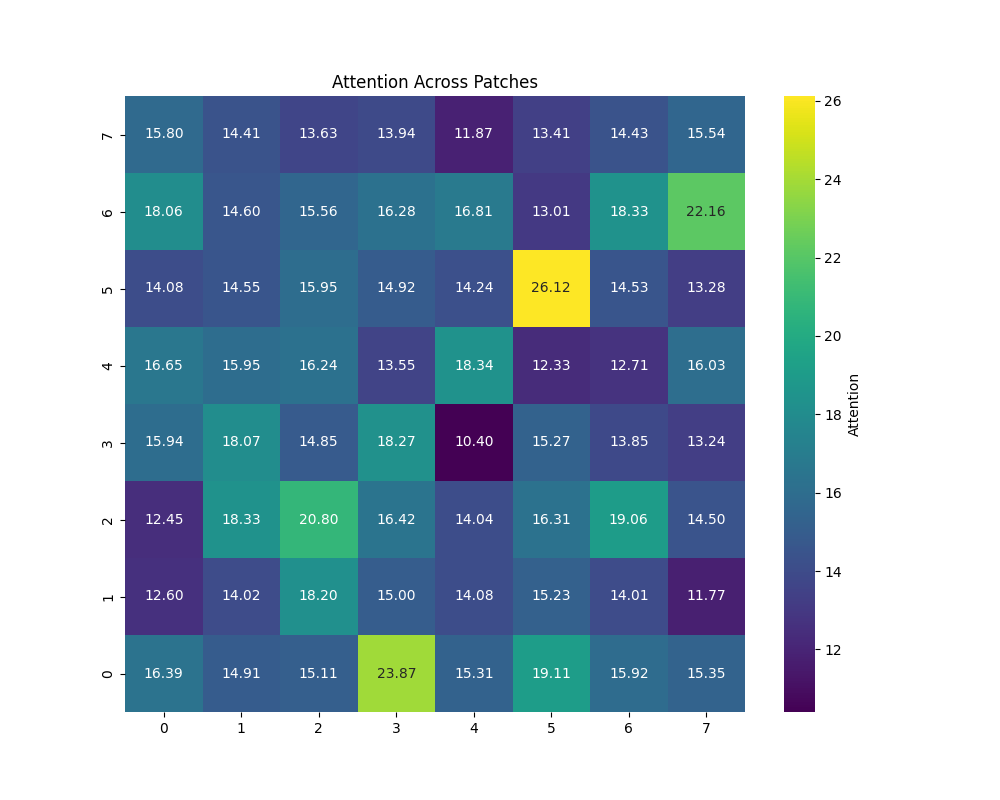 Attention Across Patches
7 15.80 14.41 13.63 13.94 11.87 13.41 14.43 15.54
6 18.06 14.60 15.56 16.28 16.81 13.01 18.33 22.16
5 14.08 14.55 15.95 14.92 14.24 26.12 14.53 13.28
4 16.65 15.95 16.24 13.55 18.34 12.33 12.71 16.03
3 15.94 18.07 14.85 18.27 10.40 15.27 13.85 13.24
2 12.45 18.33 20.80 16.42 14.04 16.31 19.06 14.50
1 12.60 14.02 18.20 15.00 14.08 15.23 14.01 11.77
0 16.39 14.91 15.11 23.87 15.31 19.11 15.92 15.35
0 1 2 3 4 5 6 7
26
24
22
20
18
16
14
12
Attention